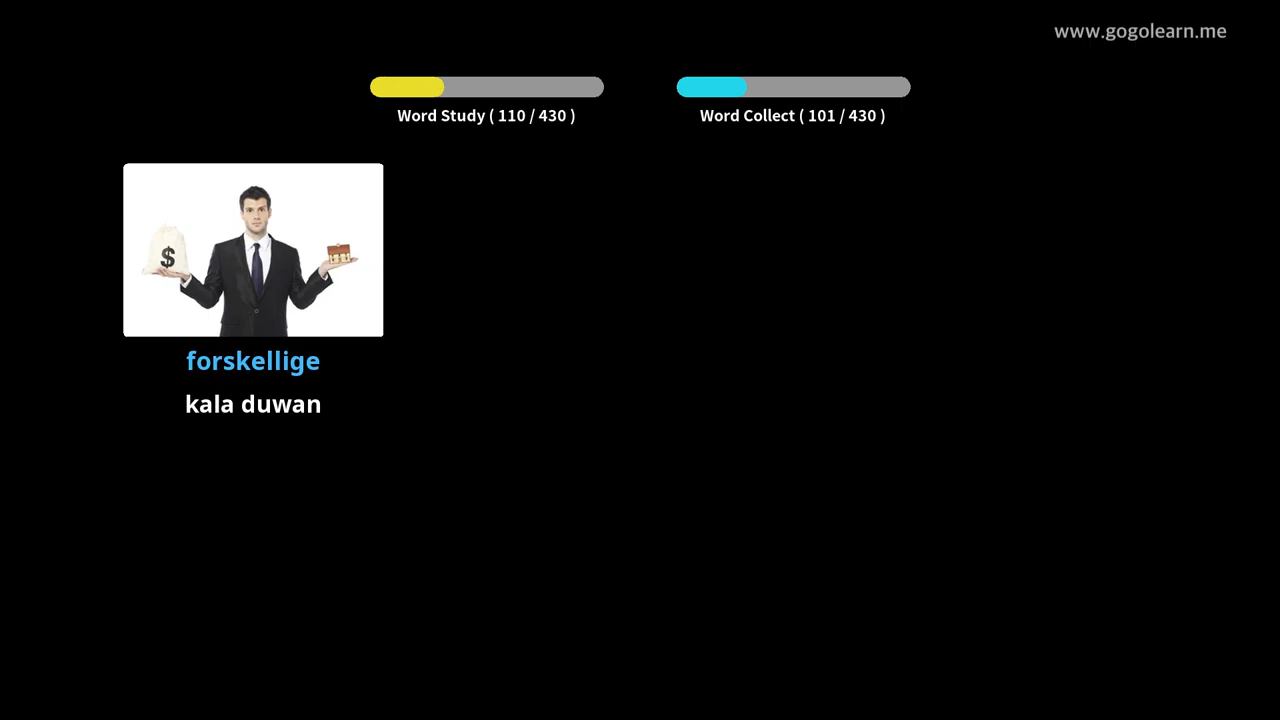 www.gogolearn.me
Word Study ( 110 / 430 )
Word Collect ( 101 / 430 )
$
forskellige
kala duwan